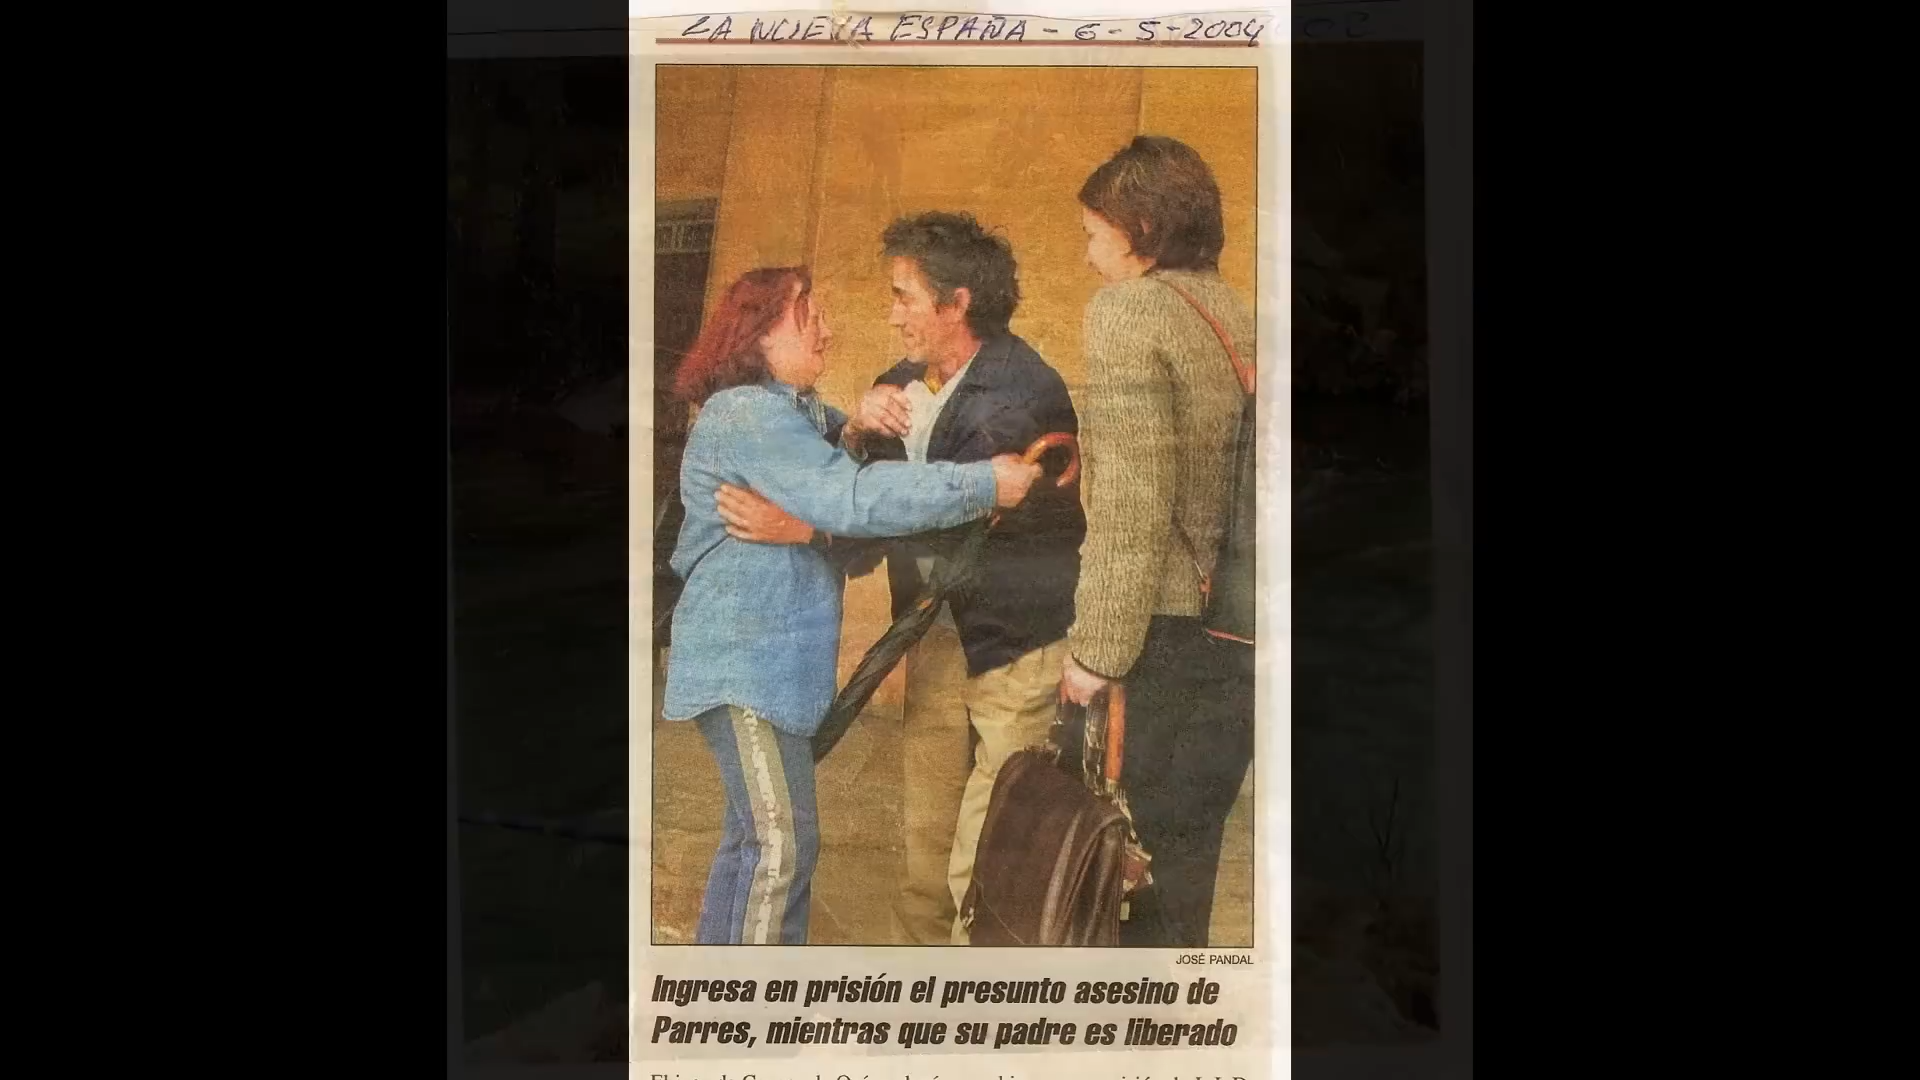 LA NUEVA ESPAÑA - 6-5-2004
JOSÉ PANDAL
Ingresa en prisión el presunto asesino de
Parres, mientras que su padre es liberado